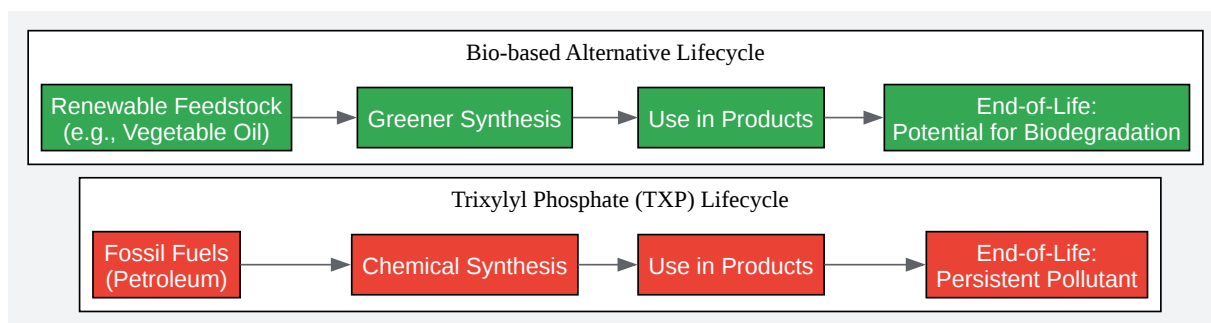 Bio-based Alternative Lifecycle
Renewable Feedstock
(e.g., Vegetable Oil)
Greener Synthesis
Use in Products
End-of-Life:
Potential for Biodegradation
Trixylyl Phosphate (TXP) Lifecycle
Fossil Fuels
(Petroleum)
Chemical Synthesis
Use in Products
End-of-Life:
Persistent Pollutant